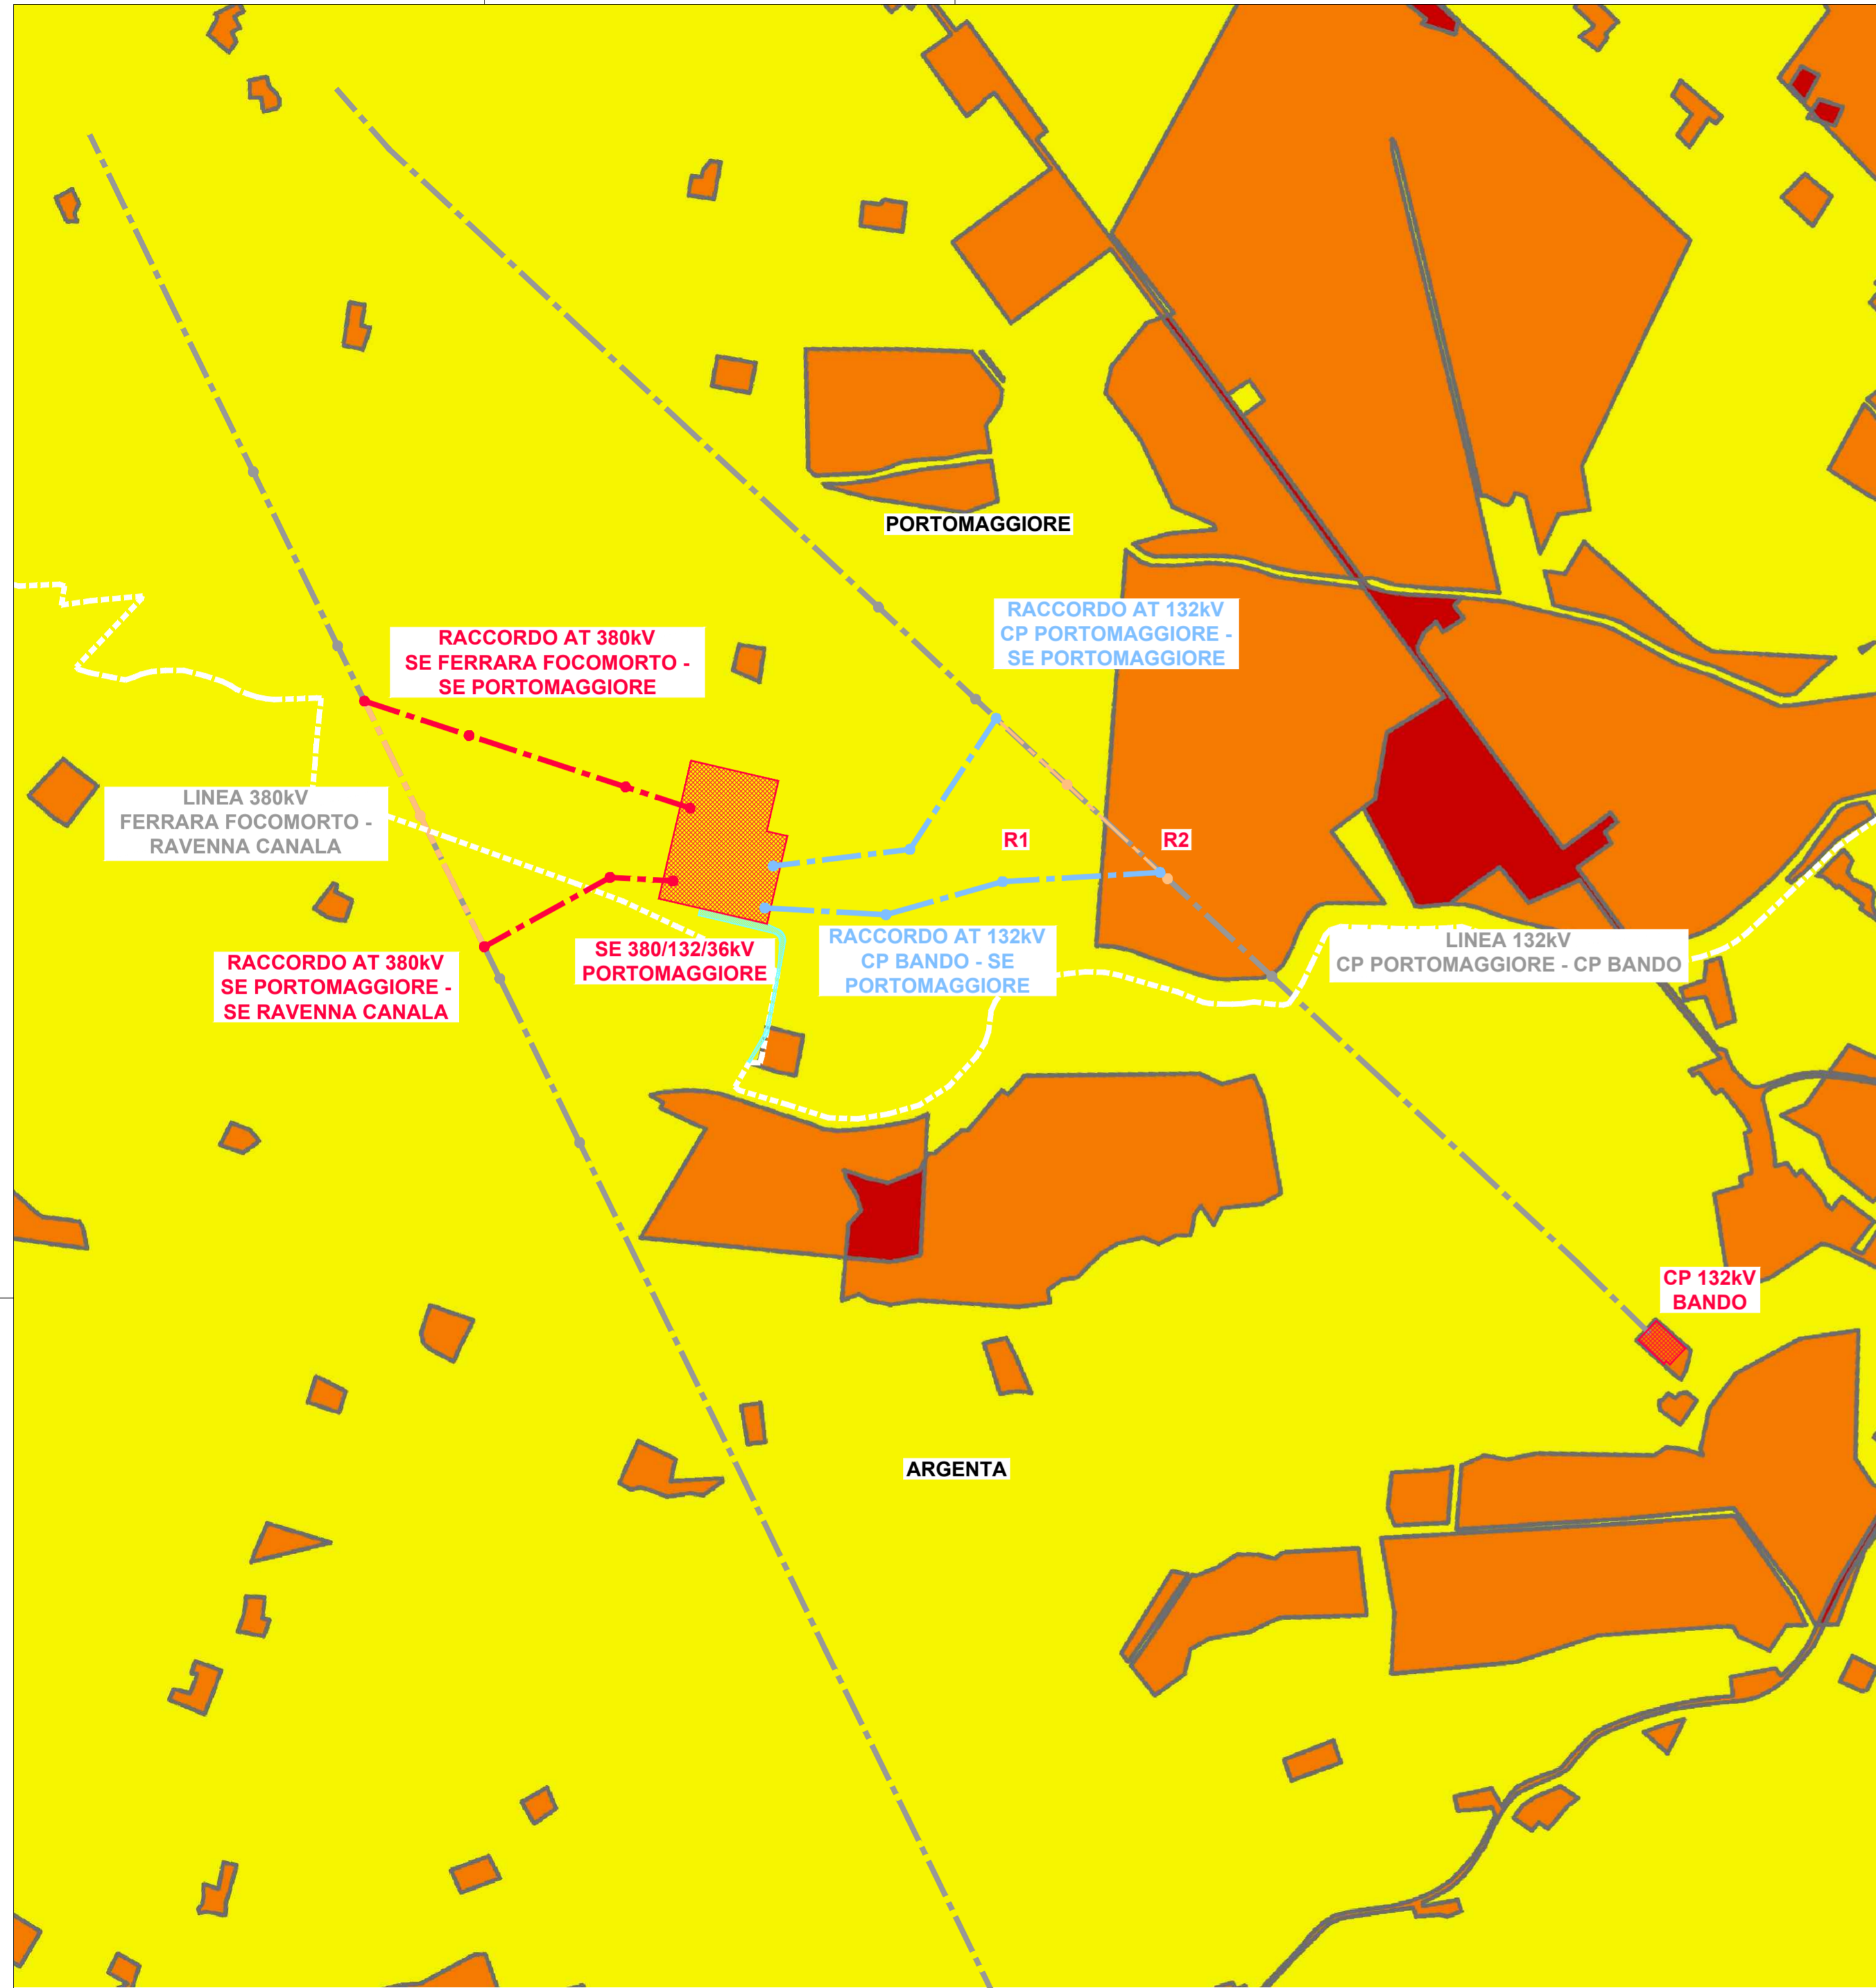 PORTOMAGGIORE
RACCORDO AT 132kV
CP PORTOMAGGIORE -
SE PORTOMAGGIORE
RACCORDO AT 380kV
SE FERRARA FOCOMORTO -
SE PORTOMAGGIORE
LINEA 380kV
FERRARA FOCOMORTO -
RAVENNA CANALA
R1
R2
RACCORDO AT 380kV
SE PORTOMAGGIORE -
SE RAVENNA CANALA
SE 380/132/36kV
PORTOMAGGIORE
RACCORDO AT 132kV
CP BANDO - SE
PORTOMAGGIORE
LINEA 132kV
CP PORTOMAGGIORE - CP BANDO
CP 132kV
BANDO
ARGENTA